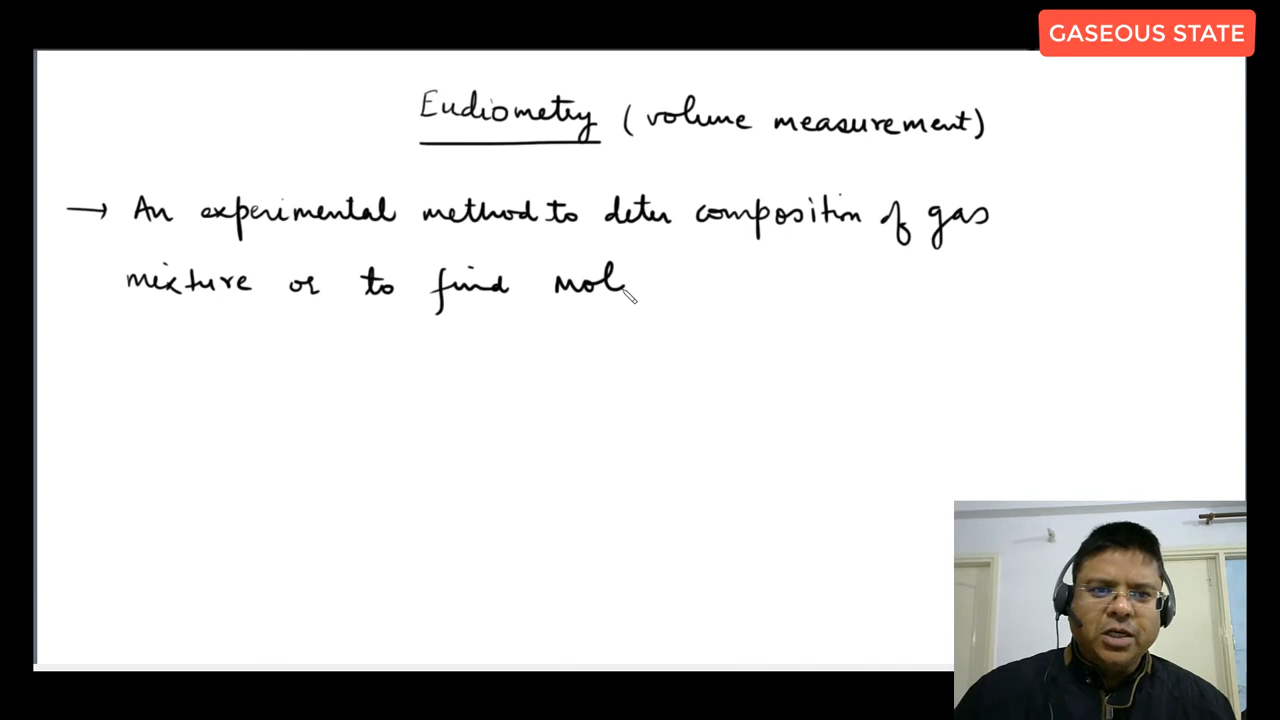 GASEOUS STATE
Eudiometry (volume measurement)
→ An experimental method to deter composition of gas
mixture or to find mol